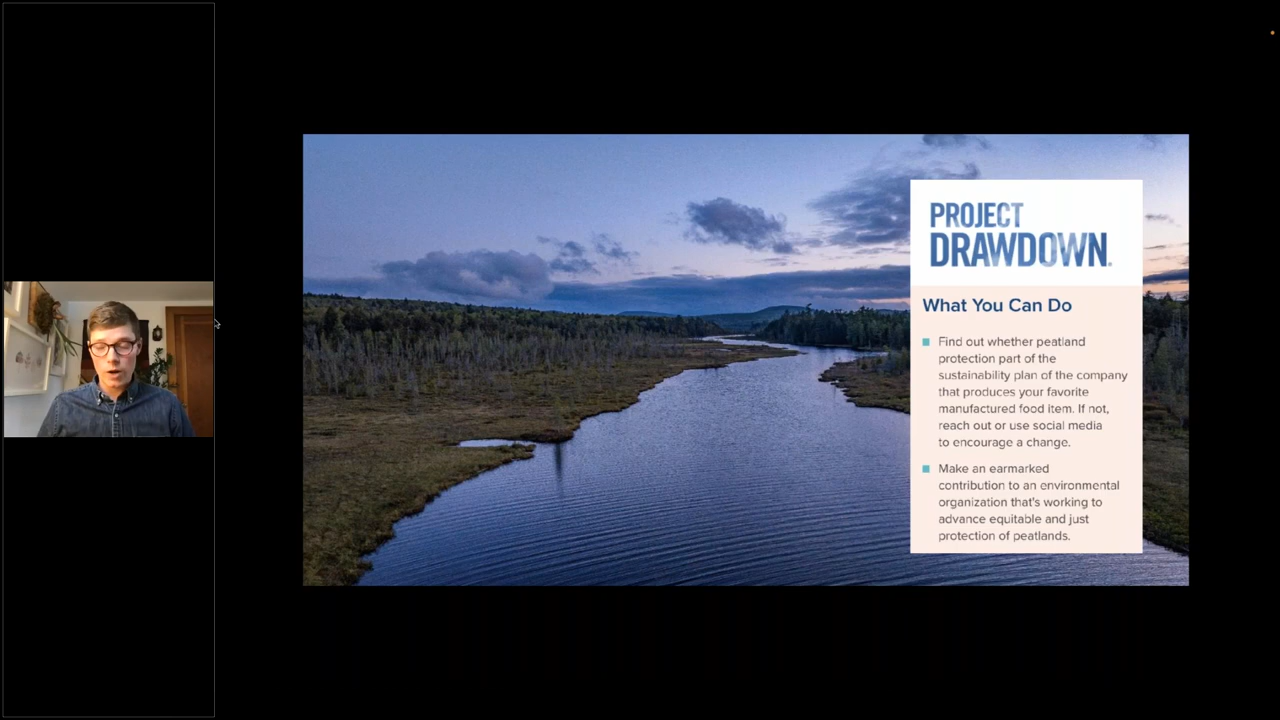 PROJECT
DRAWDOWN.
What You Can Do
Find out whether peatland
protection part of the
sustainability plan of the company
that produces your favorite
manufactured food item. If not,
reach out or use social media
to encourage a change.
Make an earmarked
contribution to an environmental
organization that's working to
advance equitable and just
protection of peatlands.